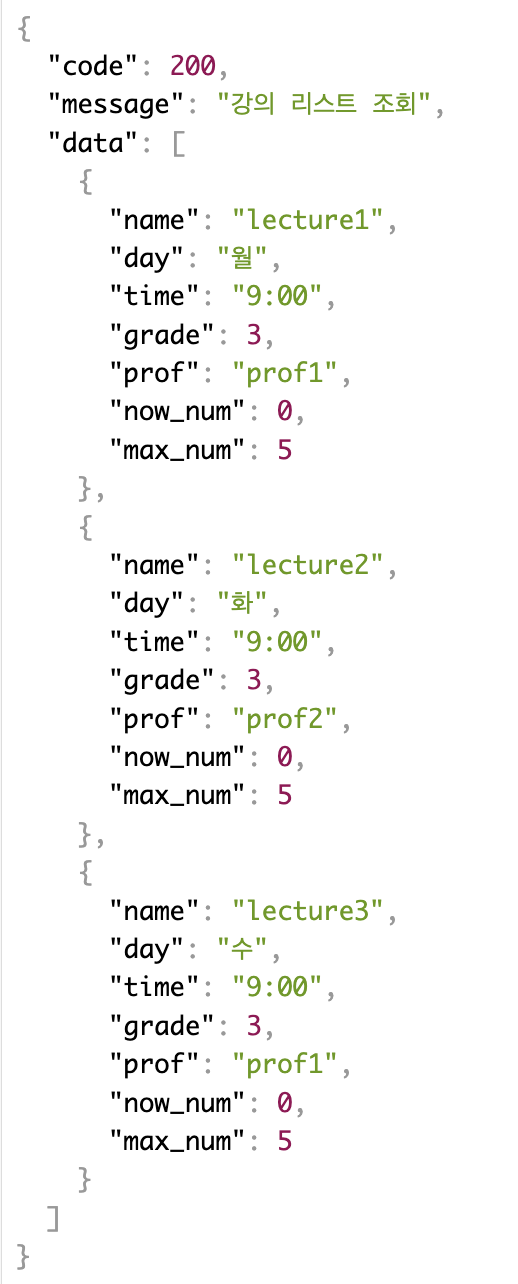 {
  "code": 200,
  "message": "강의 리스트 조회",
  "data": [
    {
      "name": "lecture1",
      "day": "월",
      "time": "9:00",
      "grade": 3,
      "prof": "prof1",
      "now_num": 0,
      "max_num": 5
    },
    {
      "name": "lecture2",
      "day": "화",
      "time": "9:00",
      "grade": 3,
      "prof": "prof2",
      "now_num": 0,
      "max_num": 5
    },
    {
      "name": "lecture3",
      "day": "수",
      "time": "9:00",
      "grade": 3,
      "prof": "prof1",
      "now_num": 0,
      "max_num": 5
    }
  ]
}